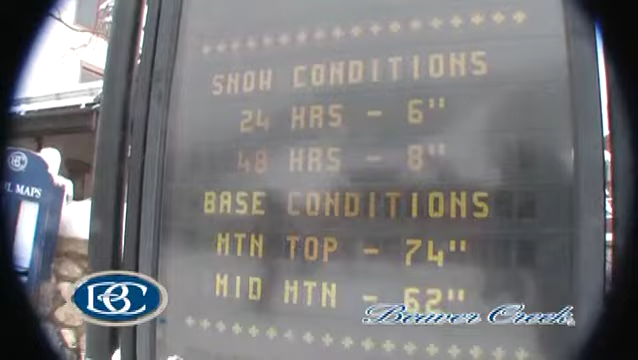 SNOW CONDITIONS
24 HRS - 6"
48 HRS - 8"
BASE CONDITIONS
MTN TOP - 74"
MID MTN - 62"
MAPS
BC
Beaver Creek